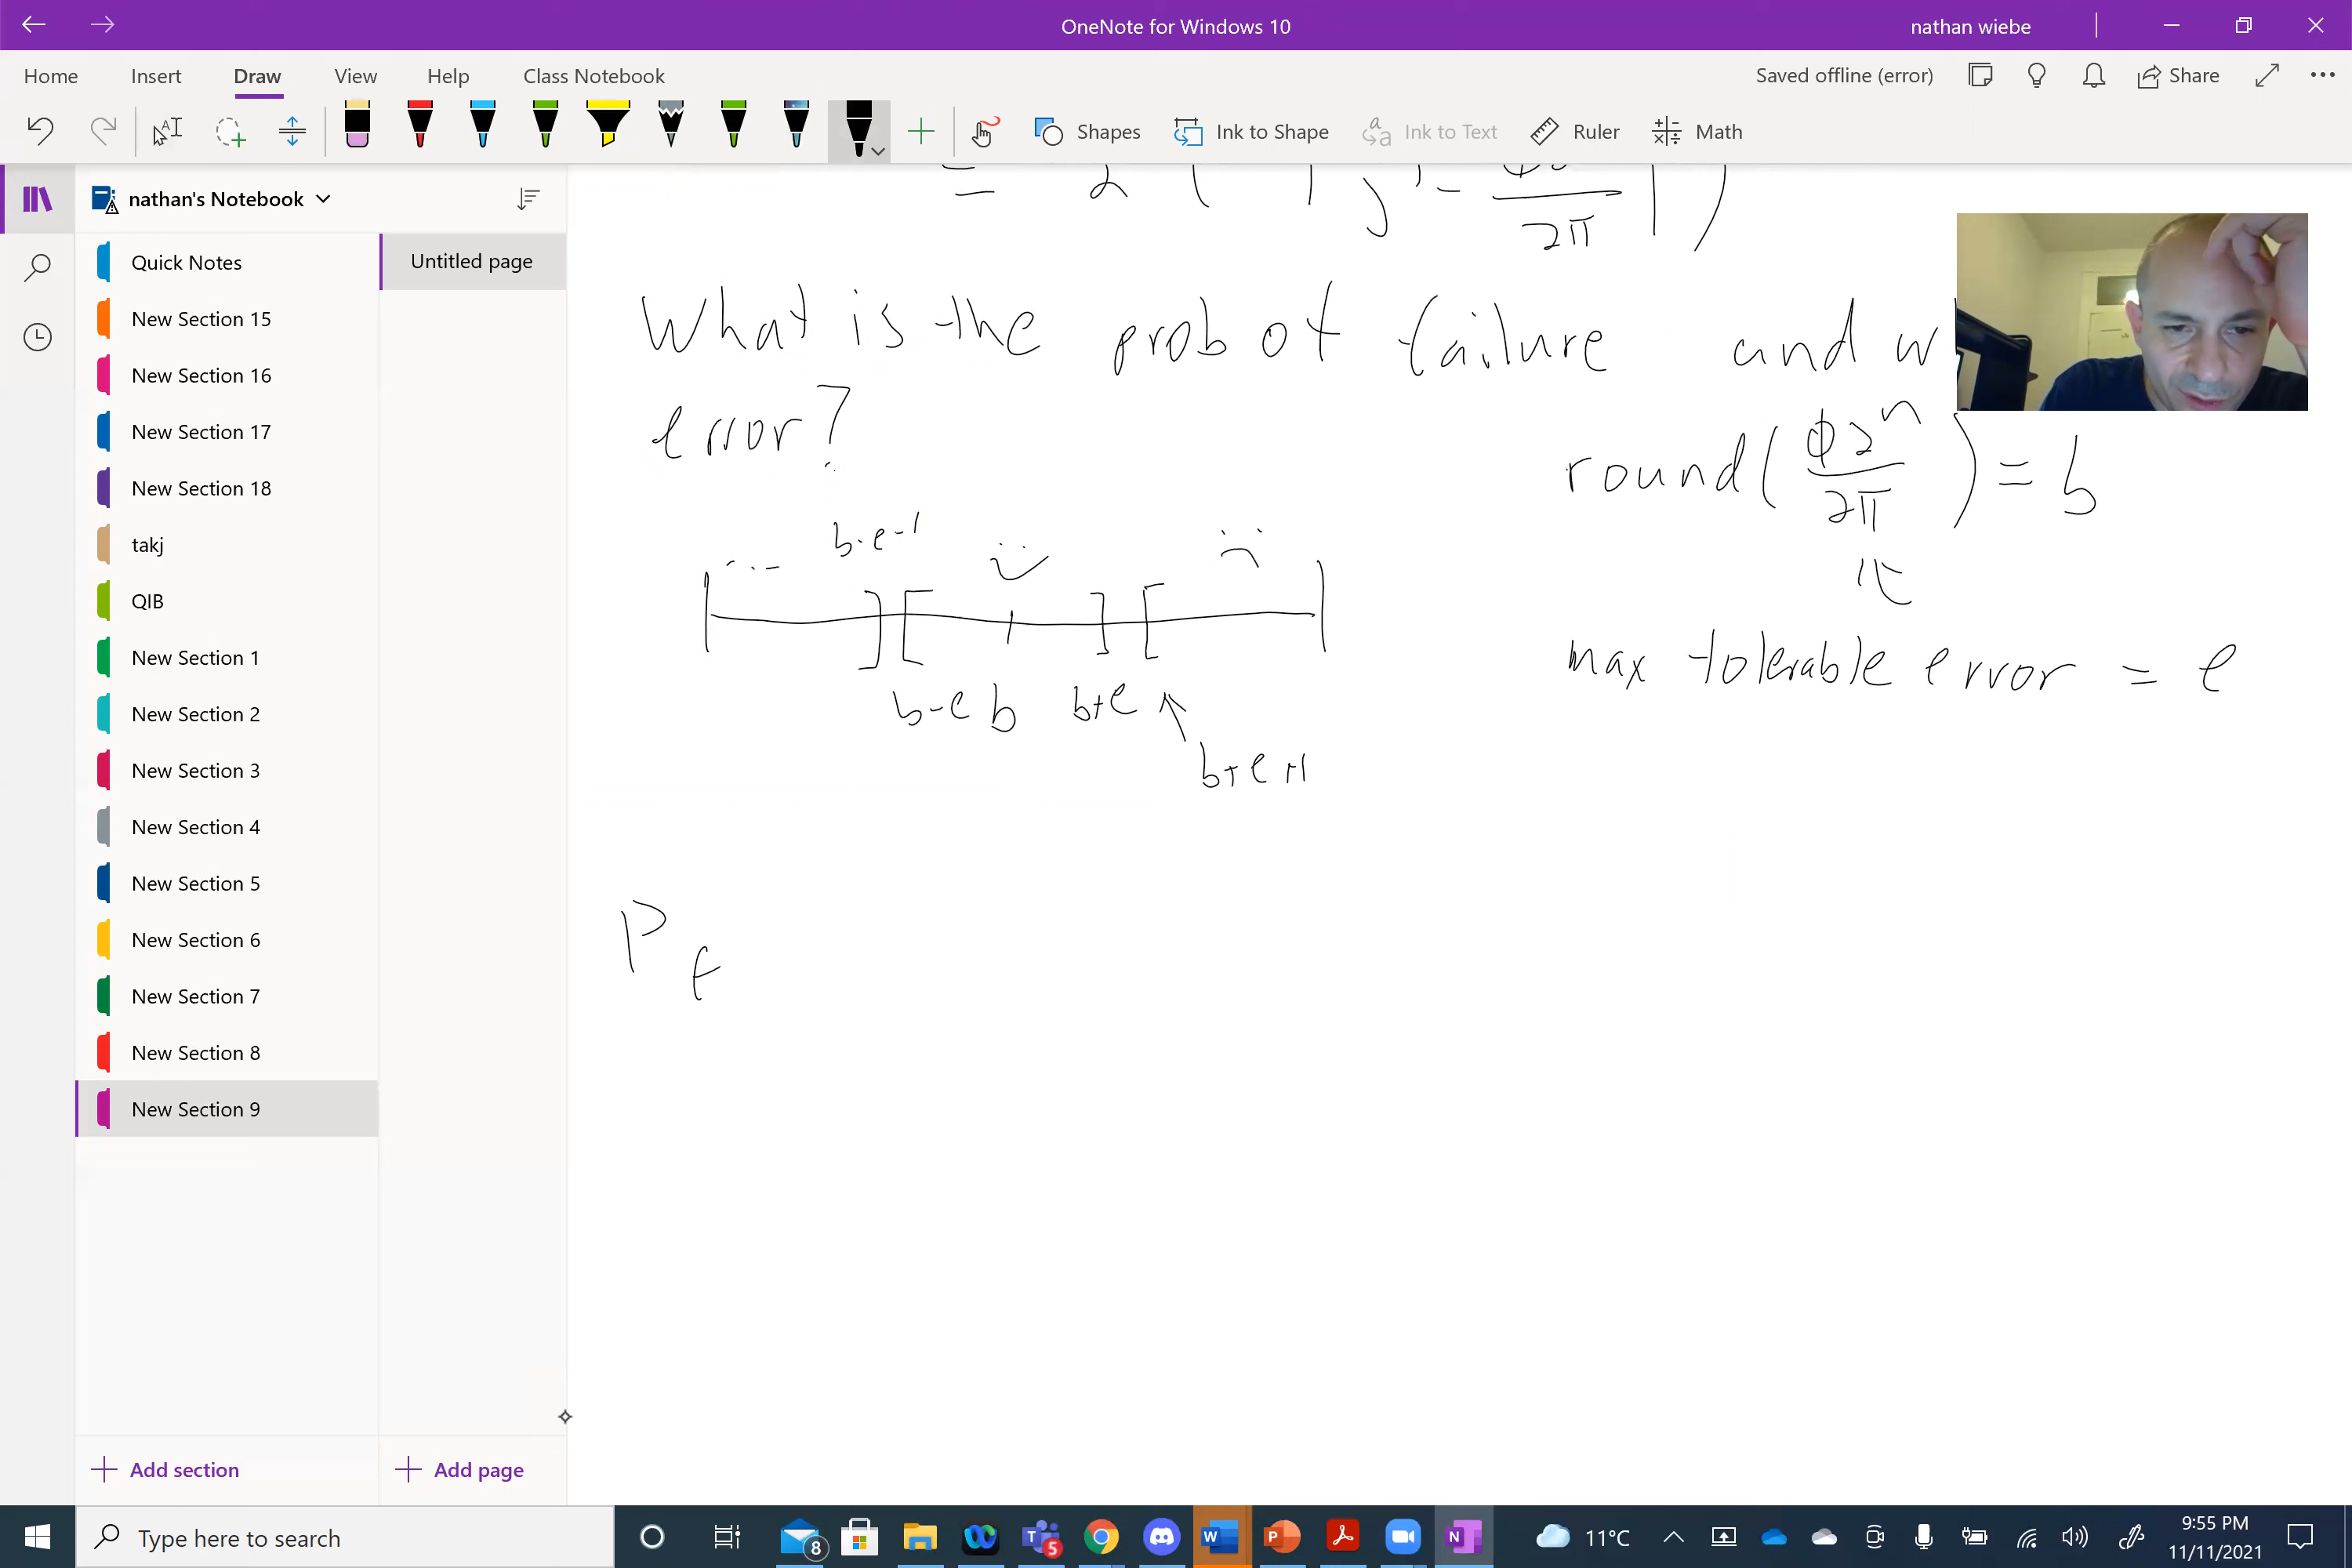 OneNote for Windows 10
nathan wiebe
Home Insert Draw View Help Class Notebook
Saved offline (error) Share
Shapes Ink to Shape Ink to Text Ruler Math
nathan's Notebook
Quick Notes
New Section 15
New Section 16
New Section 17
New Section 18
takj
QIB
New Section 1
New Section 2
New Section 3
New Section 4
New Section 5
New Section 6
New Section 7
New Section 8
New Section 9
Add section
Untitled page
Add page
2π
What is the prob of failure and w
error?
round(ϕ2^n/2π) = b
b-e-1
b-e b b+e
b+e+1
max tolerable error = e
P f
Type here to search
8
5
11°C
9:55 PM
11/11/2021